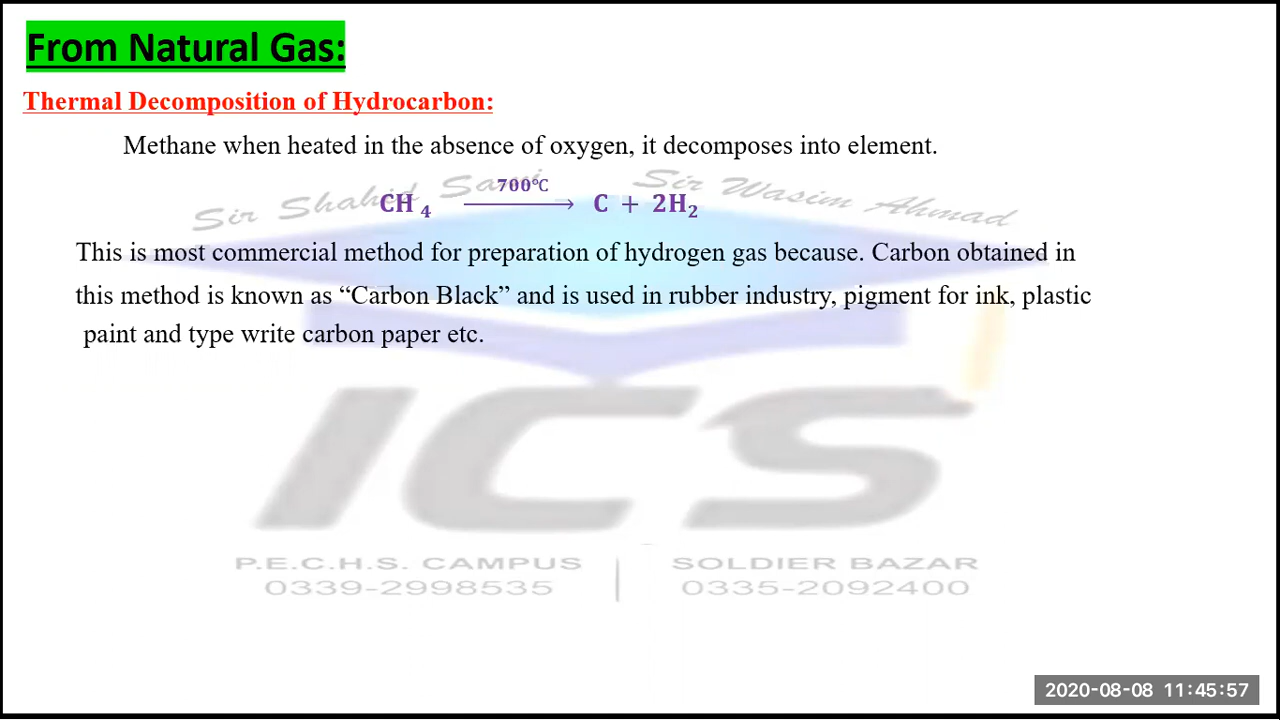 From Natural Gas:
Thermal Decomposition of Hydrocarbon:
Methane when heated in the absence of oxygen, it decomposes into element.
Sir Shahid Sami Sir Wasim Ahmad
CH₄ —700℃→ C + 2H₂
This is most commercial method for preparation of hydrogen gas because. Carbon obtained in
this method is known as “Carbon Black” and is used in rubber industry, pigment for ink, plastic
paint and type write carbon paper etc.
ICS
P.E.C.H.S. CAMPUS | SOLDIER BAZAR
0339-2998535 | 0335-2092400
2020-08-08 11:45:57